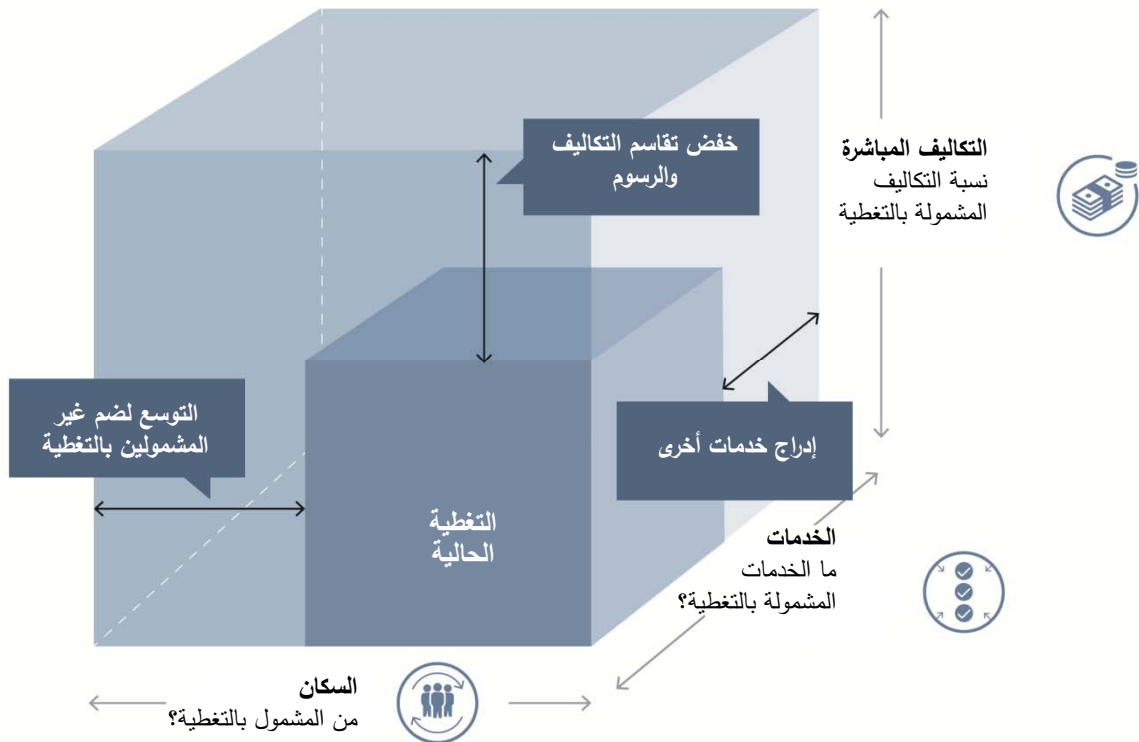 خفض تقاسم التكاليف
والرسوم
التكاليف المباشرة
نسبة التكاليف
المشمولة بالتغطية
التوسع لضم غير
المشمولين بالتغطية
إدراج خدمات أخرى
التغطية
الحالية
الخدمات
ما الخدمات
المشمولة بالتغطية؟
السكان
من المشمول بالتغطية؟